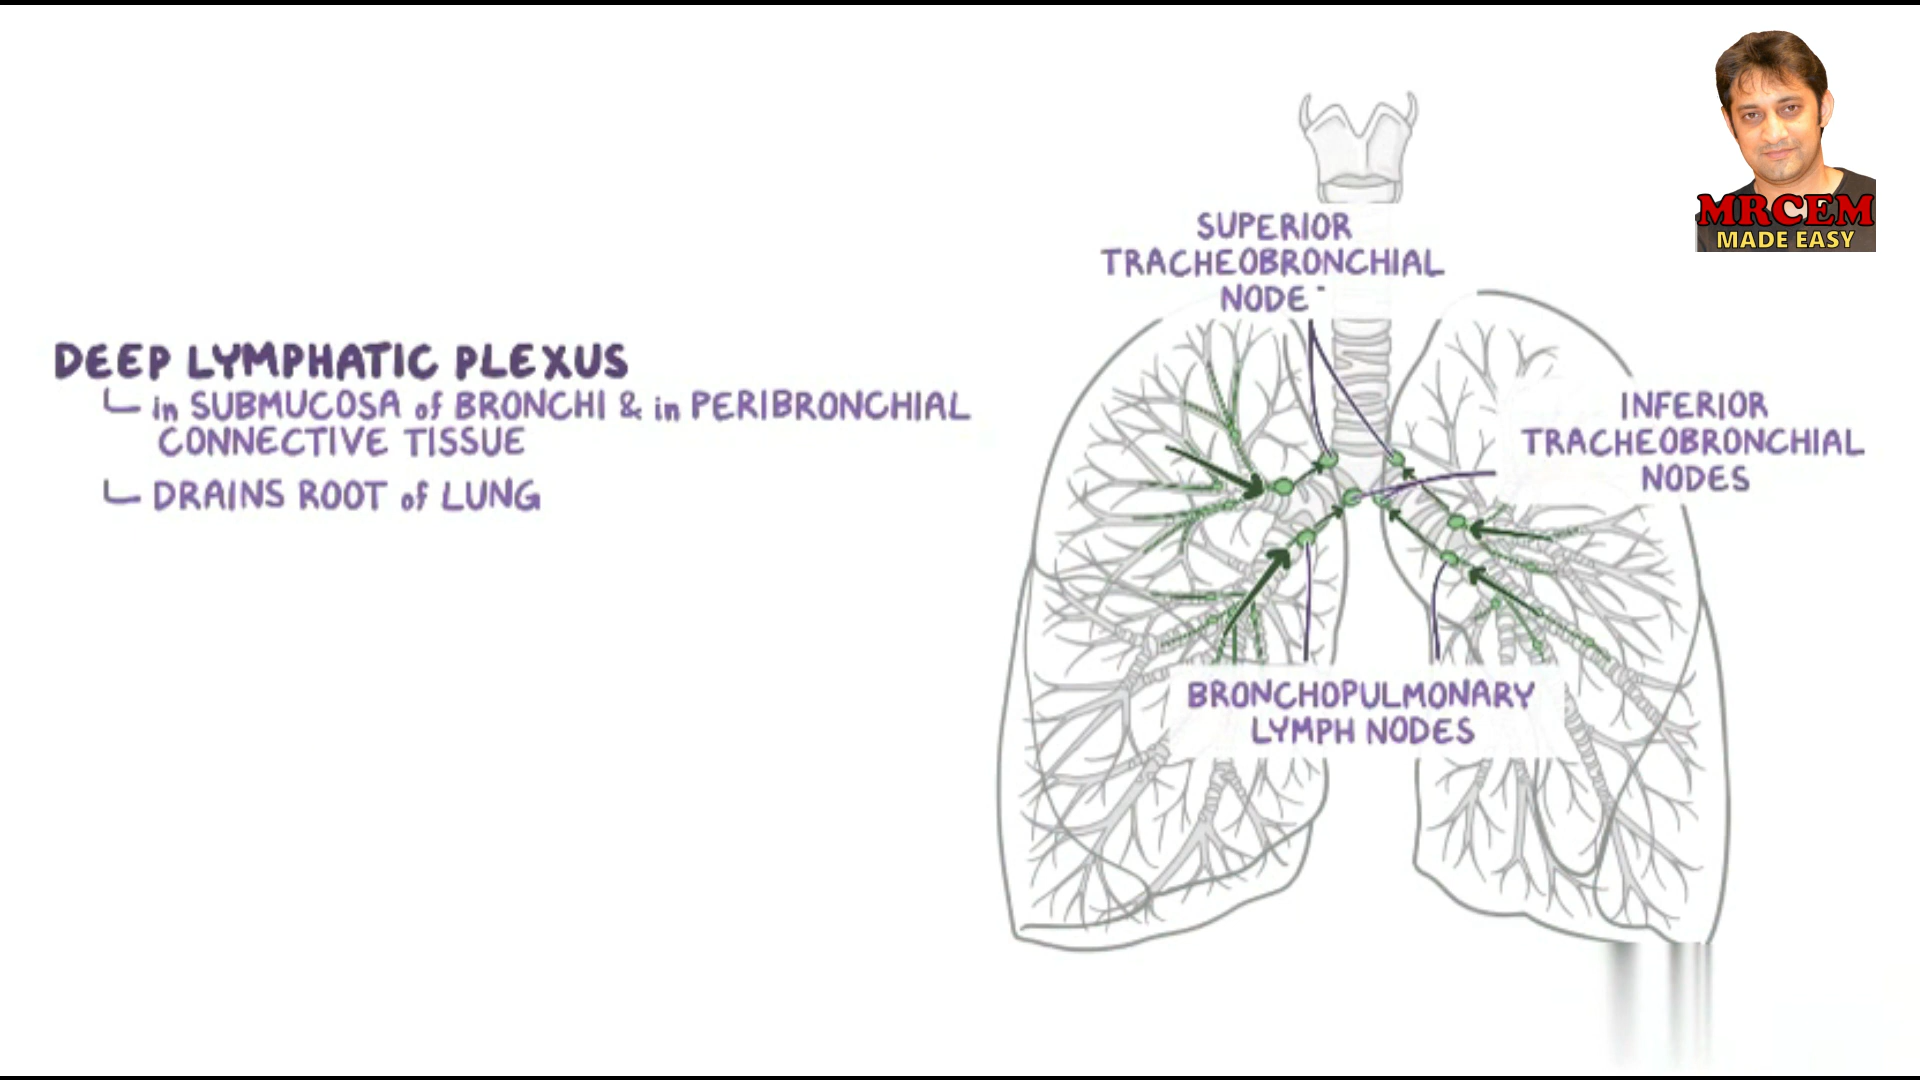 DEEP LYMPHATIC PLEXUS
in SUBMUCOSA of BRONCHI & in PERIBRONCHIAL
CONNECTIVE TISSUE
DRAINS ROOT of LUNG
SUPERIOR
TRACHEOBRONCHIAL
NODE
INFERIOR
TRACHEOBRONCHIAL
NODES
BRONCHOPULMONARY
LYMPH NODES
MRCEM
MADE EASY